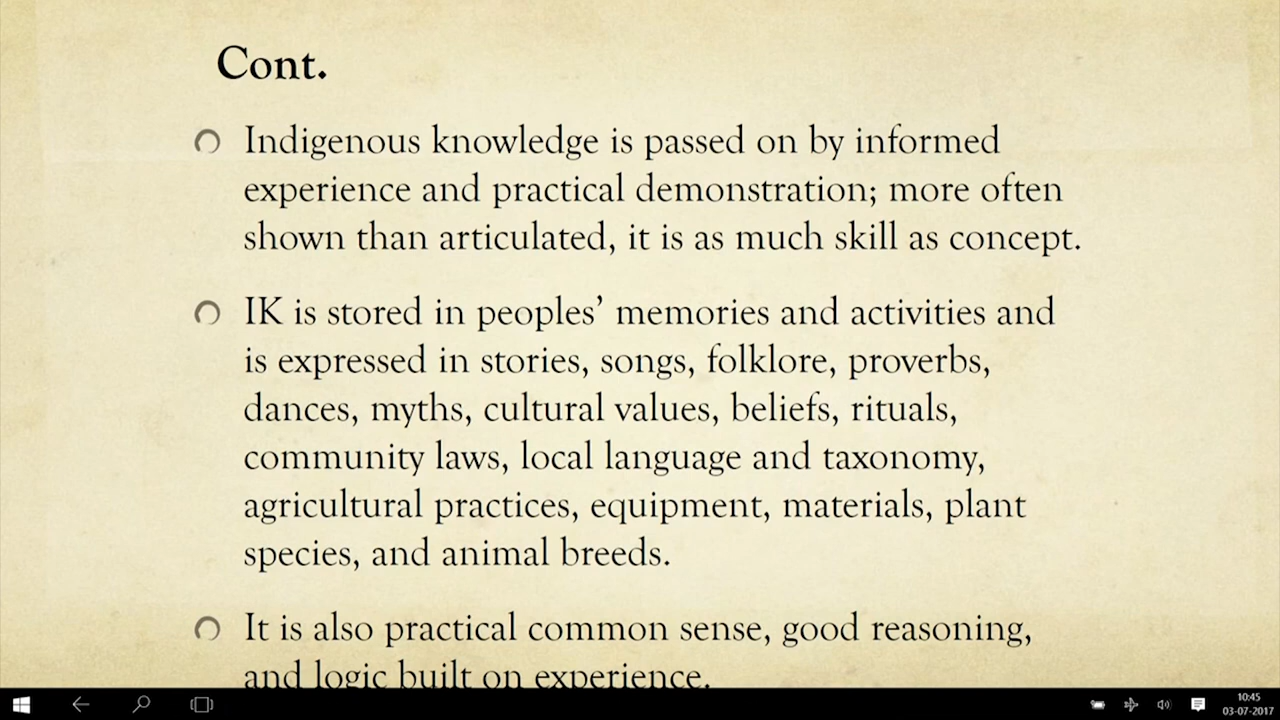 Cont.
Indigenous knowledge is passed on by informed
experience and practical demonstration; more often
shown than articulated, it is as much skill as concept.
IK is stored in peoples’ memories and activities and
is expressed in stories, songs, folklore, proverbs,
dances, myths, cultural values, beliefs, rituals,
community laws, local language and taxonomy,
agricultural practices, equipment, materials, plant
species, and animal breeds.
It is also practical common sense, good reasoning,
and logic built on experience.
10:45
03-07-2017